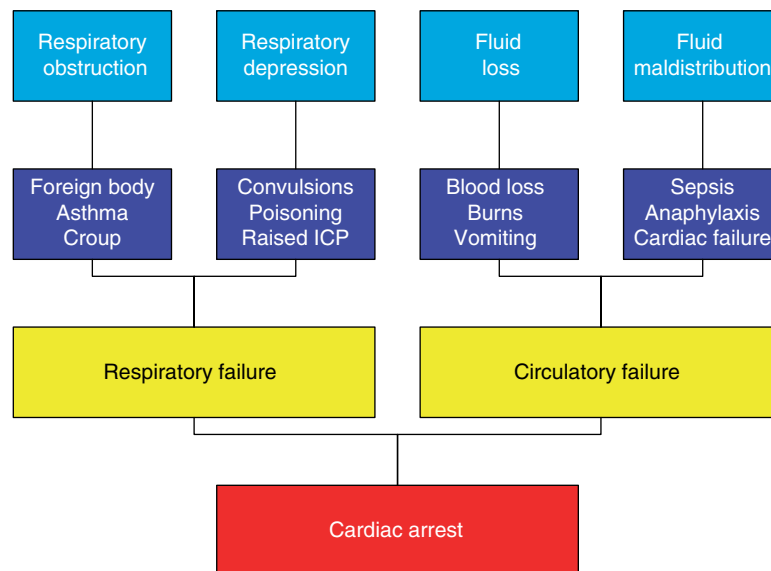 Respiratory
obstruction
Respiratory
depression
Fluid
loss
Fluid
maldistribution
Foreign body
Asthma
Croup
Convulsions
Poisoning
Raised ICP
Blood loss
Burns
Vomiting
Sepsis
Anaphylaxis
Cardiac failure
Respiratory failure
Circulatory failure
Cardiac arrest